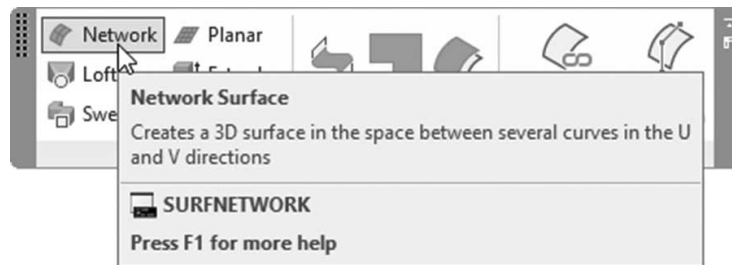 Network Planar
Loft
Swe
Network Surface
Creates a 3D surface in the space between several curves in the U
and V directions
SURFNETWORK
Press F1 for more help